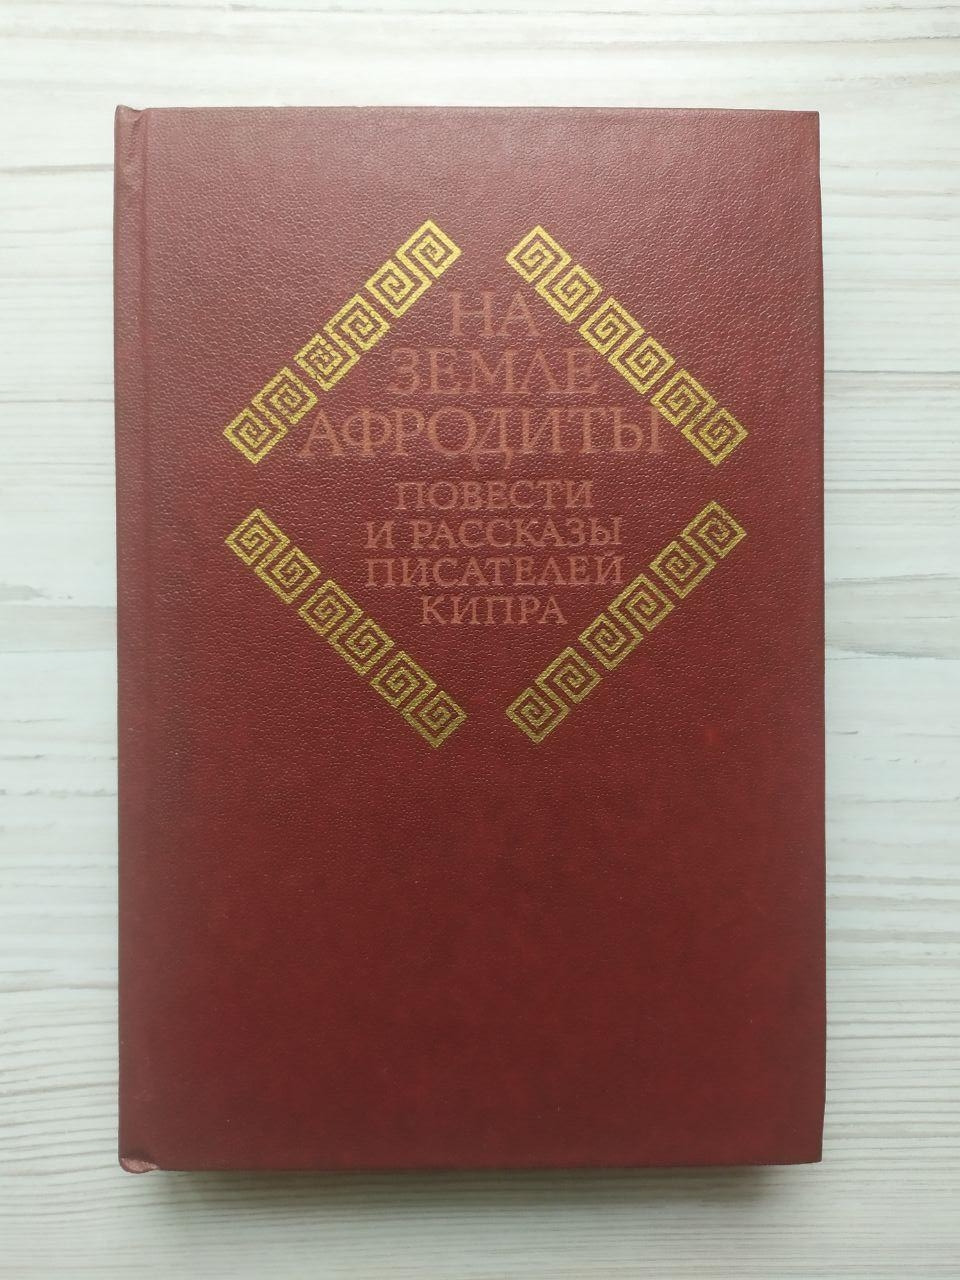 НА
ЗЕМЛЕ
АФРОДИТЫ
ПОВЕСТИ
И РАССКАЗЫ
ПИСАТЕЛЕЙ
КИПРА